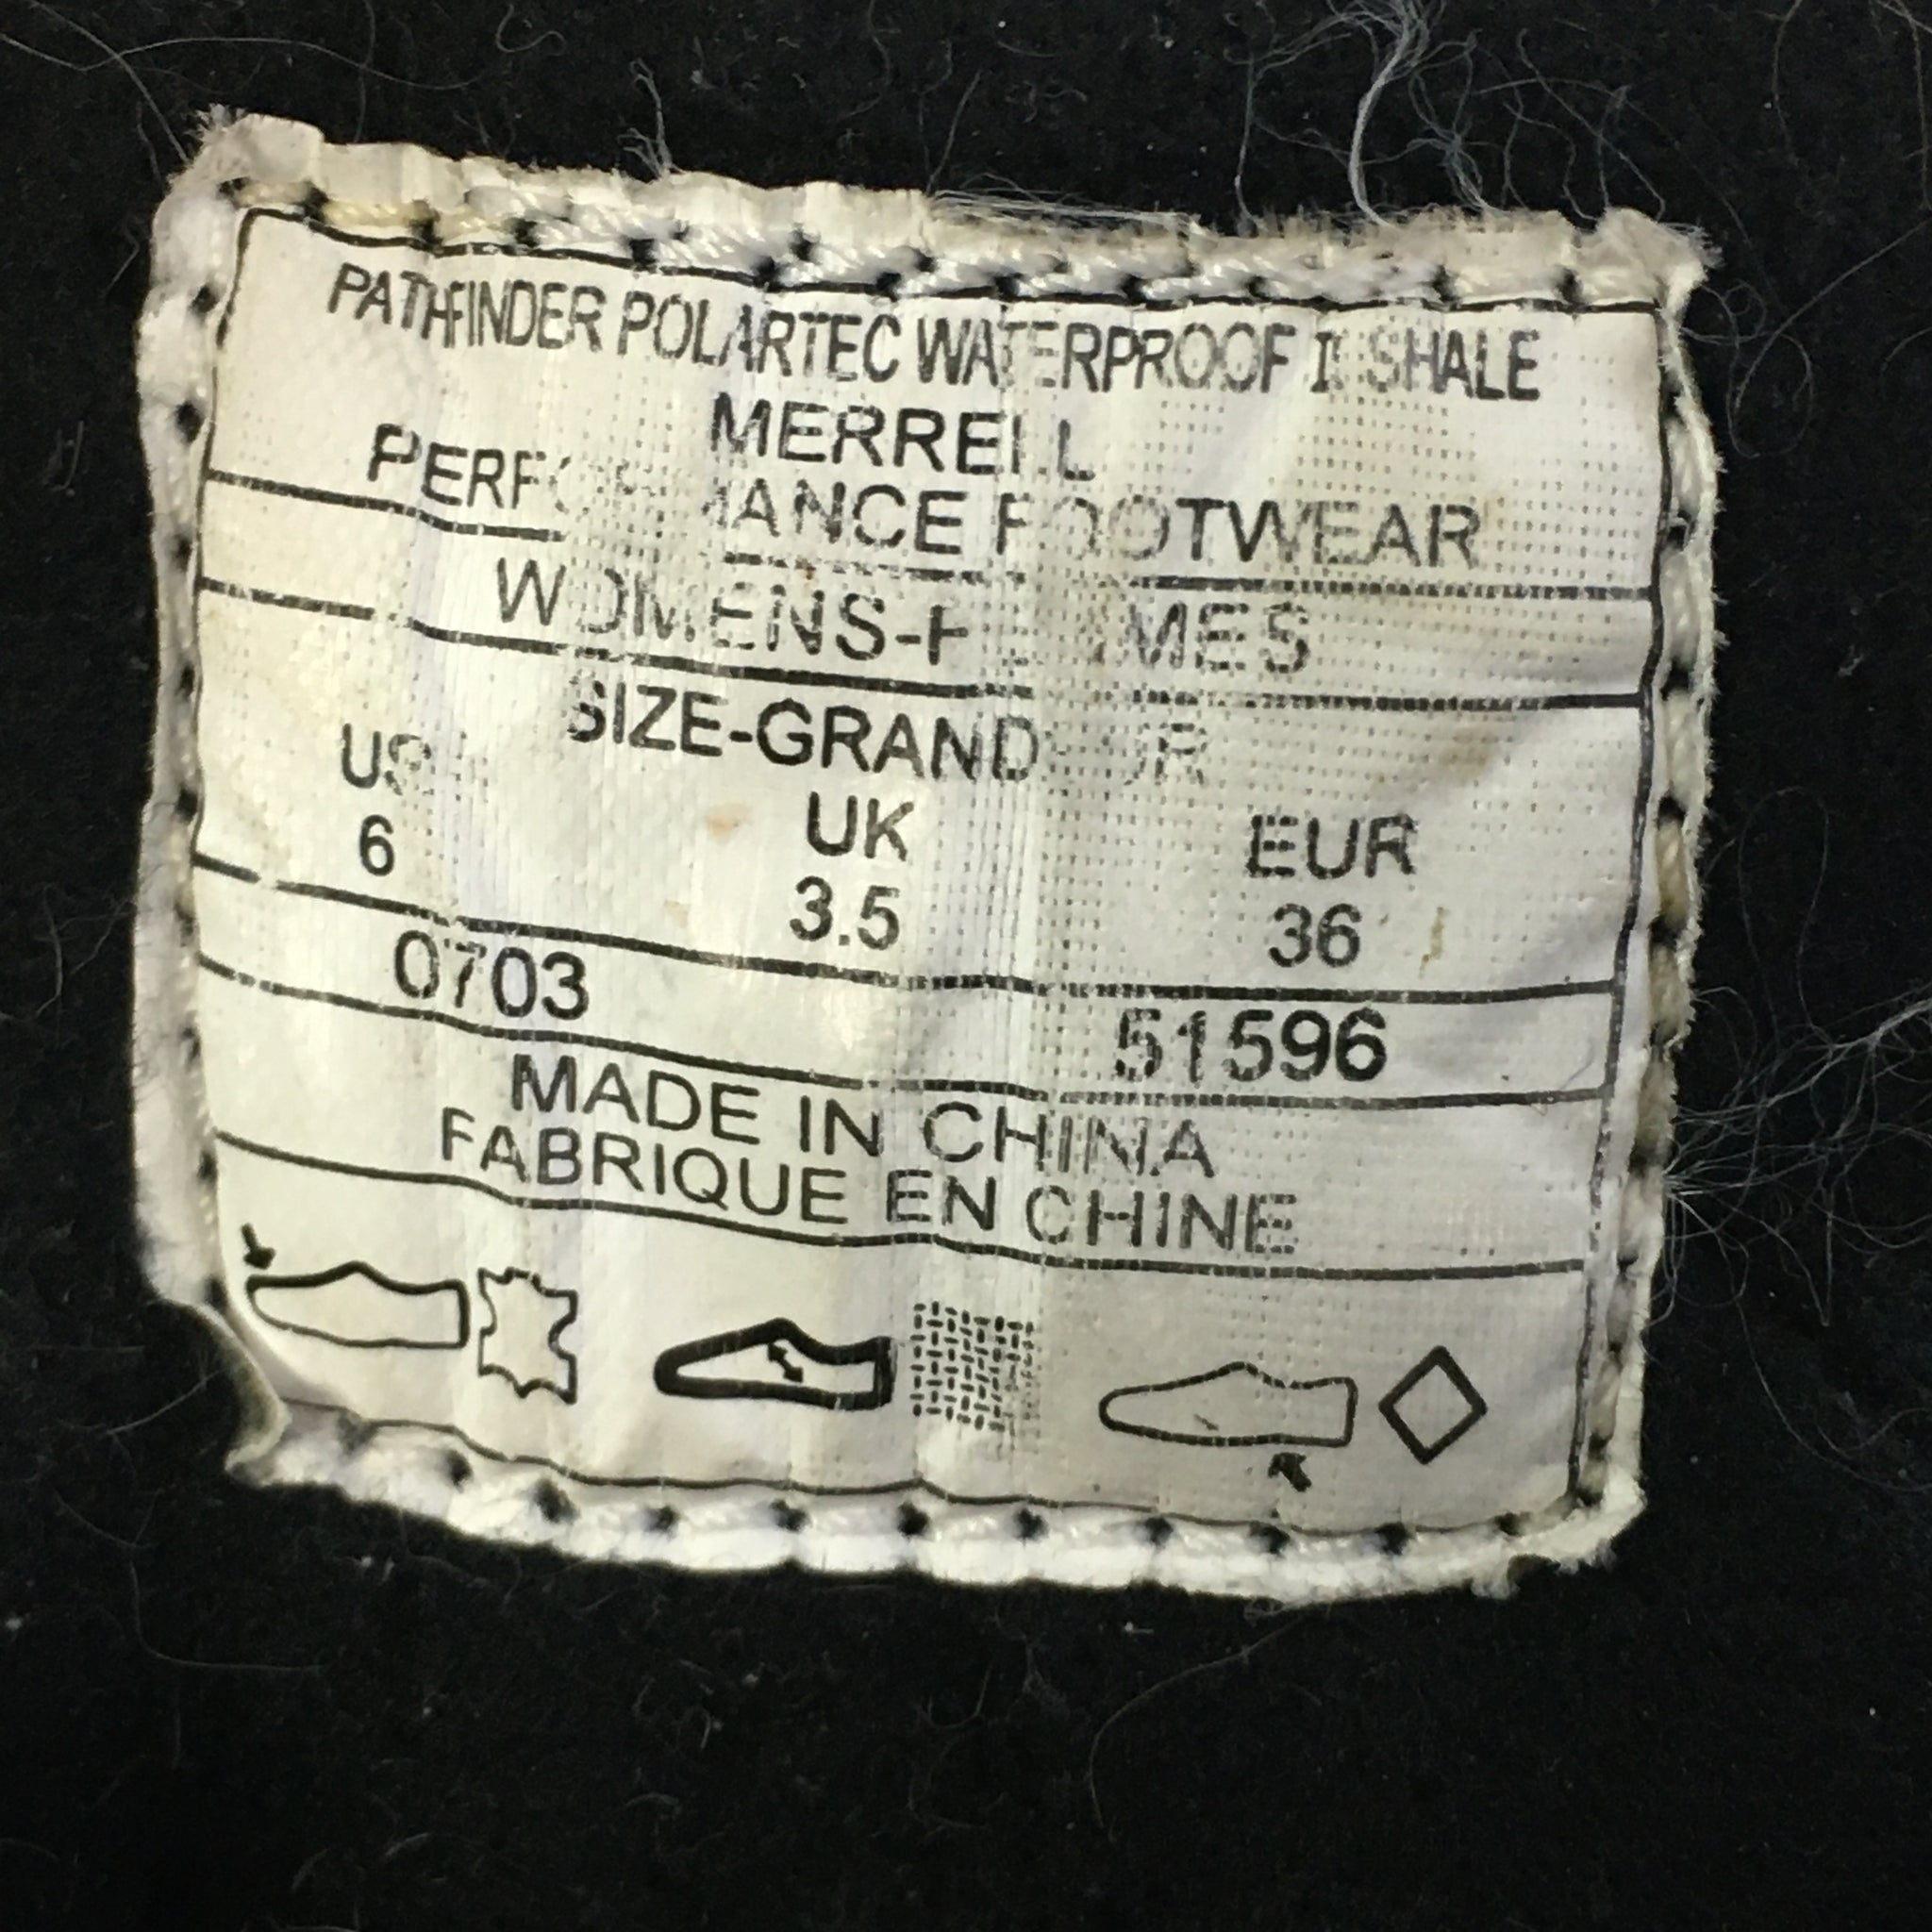 PATHFINDER POLARTEC WATERPROOF SHALE
MERRELL
PERFORMANCE FOOTWEAR
WOMENS-FEMMES
SIZE-GRANDEUR
US UK EUR
6 3.5 36
0703 51596
MADE IN CHINA
FABRIQUE EN CHINE